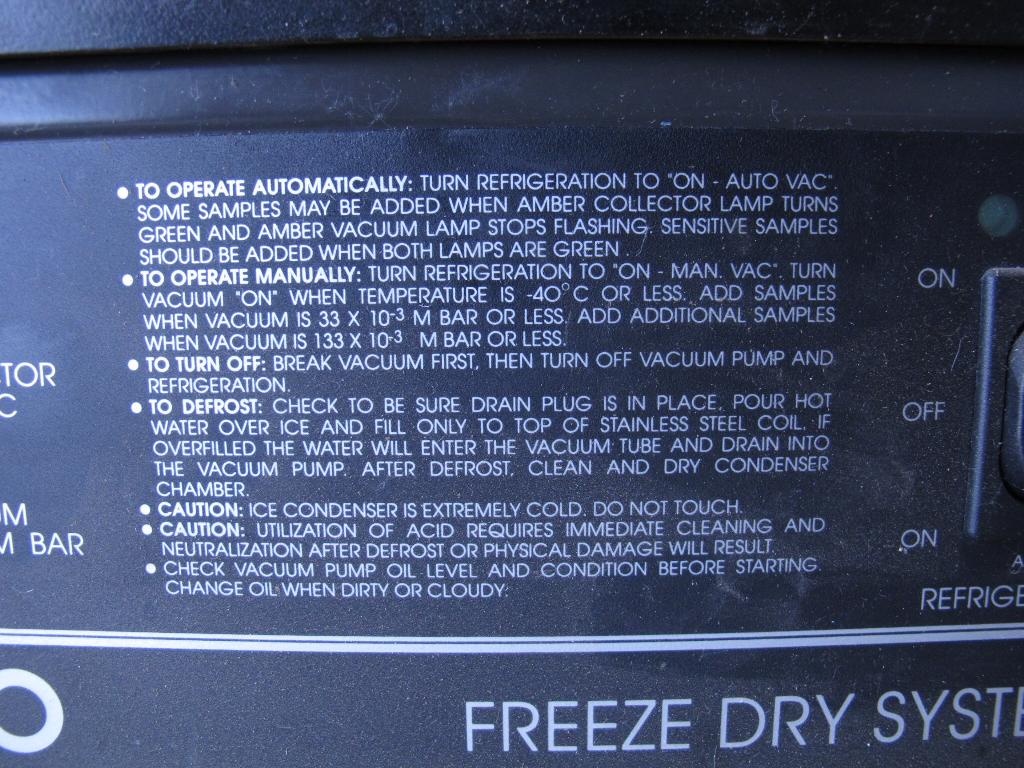 • TO OPERATE AUTOMATICALLY: TURN REFRIGERATION TO "ON - AUTO VAC".
SOME SAMPLES MAY BE ADDED WHEN AMBER COLLECTOR LAMP TURNS
GREEN AND AMBER VACUUM LAMP STOPS FLASHING. SENSITIVE SAMPLES
SHOULD BE ADDED WHEN BOTH LAMPS ARE GREEN .
• TO OPERATE MANUALLY: TURN REFRIGERATION TO "ON - MAN. VAC". TURN
VACUUM "ON" WHEN TEMPERATURE IS -40°C OR LESS. ADD SAMPLES
WHEN VACUUM IS 33 X 10-3 M BAR OR LESS. ADD ADDITIONAL SAMPLES
WHEN VACUUM IS 133 X 10-3 M BAR OR LESS.
• TO TURN OFF: BREAK VACUUM FIRST, THEN TURN OFF VACUUM PUMP AND
REFRIGERATION.
• TO DEFROST: CHECK TO BE SURE DRAIN PLUG IS IN PLACE. POUR HOT
WATER OVER ICE AND FILL ONLY TO TOP OF STAINLESS STEEL COIL. IF
OVERFILLED THE WATER WILL ENTER THE VACUUM TUBE AND DRAIN INTO
THE VACUUM PUMP. AFTER DEFROST, CLEAN AND DRY CONDENSER
CHAMBER.
• CAUTION: ICE CONDENSER IS EXTREMELY COLD. DO NOT TOUCH.
• CAUTION: UTILIZATION OF ACID REQUIRES IMMEDIATE CLEANING AND
NEUTRALIZATION AFTER DEFROST OR PHYSICAL DAMAGE WILL RESULT.
• CHECK VACUUM PUMP OIL LEVEL AND CONDITION BEFORE STARTING.
CHANGE OIL WHEN DIRTY OR CLOUDY.
TOR
C
UM
M BAR
ON
OFF
ON
A
REFRIGE
O
FREEZE DRY SYSTE